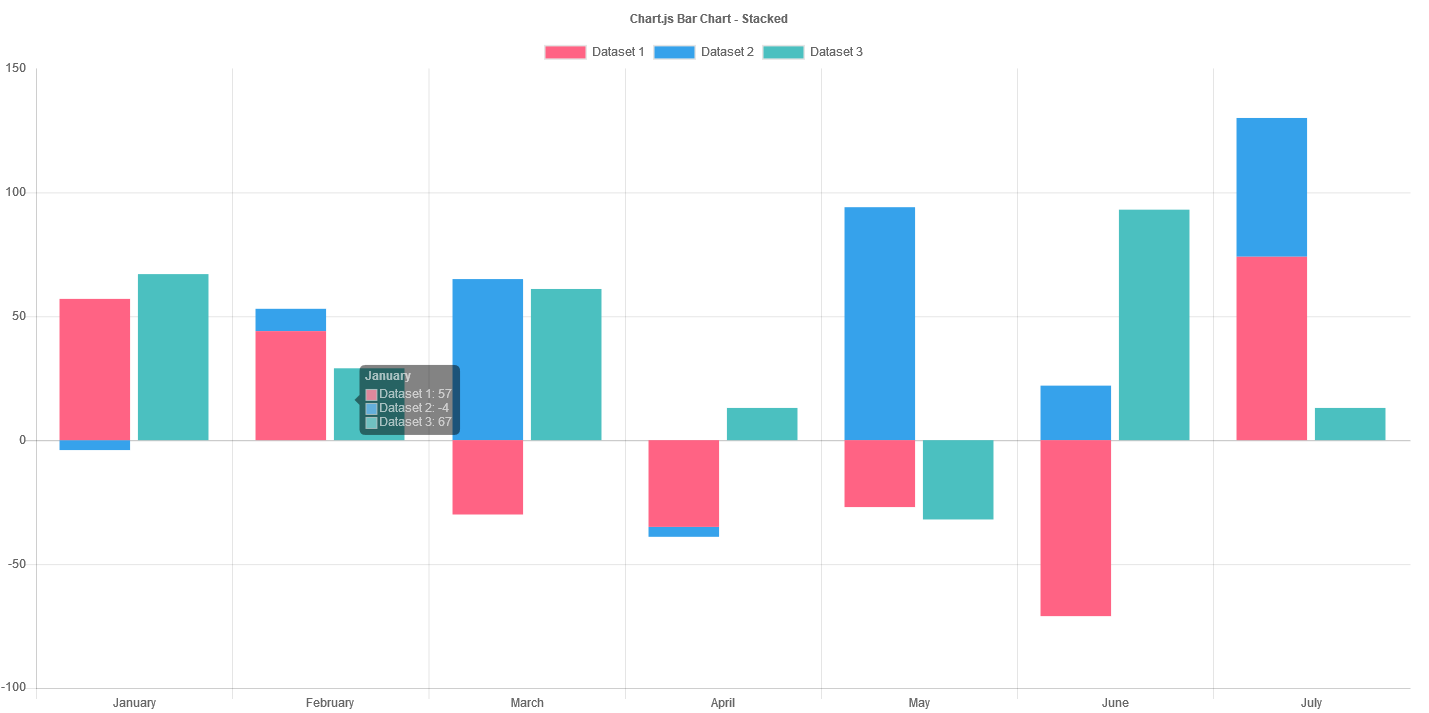 Chart.js Bar Chart - Stacked
Dataset 1 Dataset 2 Dataset 3
150
100
50
0
-50
-100
January
Dataset 1: 57
Dataset 2: -4
Dataset 3: 67
January February March April May June July